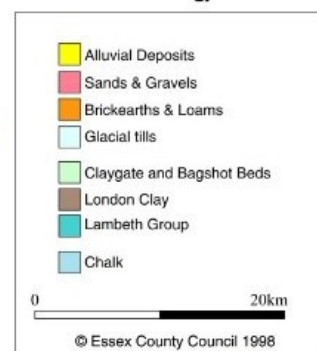 Alluvial Deposits
Sands & Gravels
Brickearths & Loams
Glacial tills
Claygate and Bagshot Beds
London Clay
Lambeth Group
Chalk
0 20km
© Essex County Council 1998